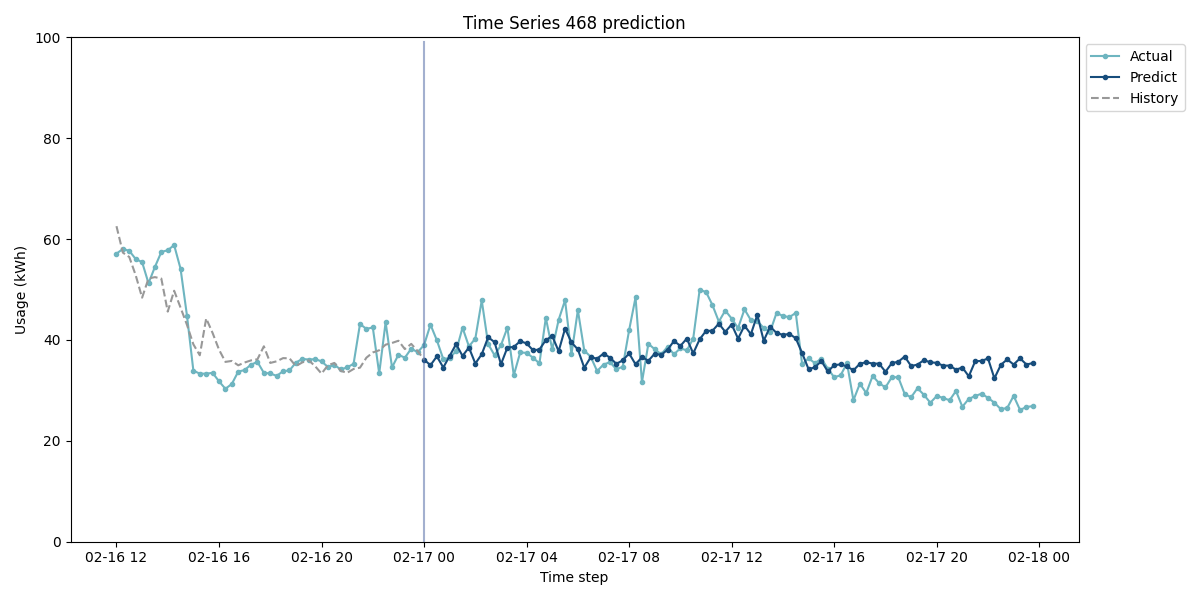 Time Series 468 prediction
Usage (kWh)
100
80
60
40
20
0
02-16 12
02-16 16
02-16 20
02-17 00
02-17 04
02-17 08
02-17 12
02-17 16
02-17 20
02-18 00
Time step
Actual
Predict
History